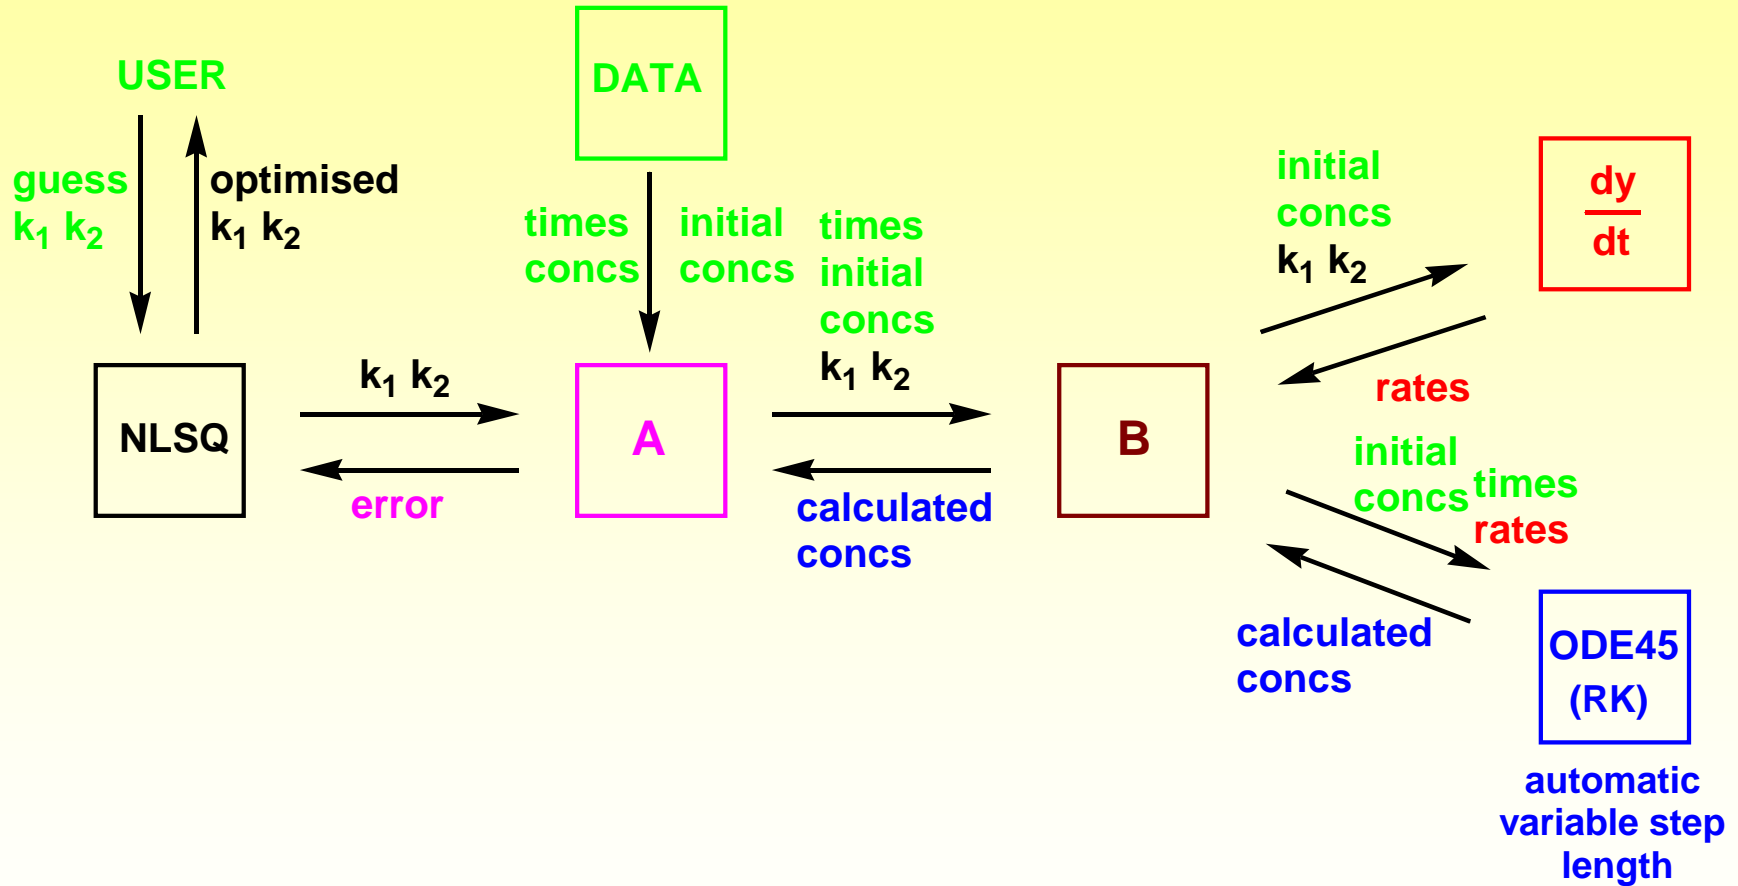 USER
guess
k₁ k₂
optimised
k₁ k₂
NLSQ
k₁ k₂
error
DATA
times
concs
initial
concs
A
times
initial
concs
k₁ k₂
calculated
concs
B
initial
concs
k₁ k₂
rates
dy
dt
initial
concs
times
rates
calculated
concs
ODE45
(RK)
automatic
variable step
length